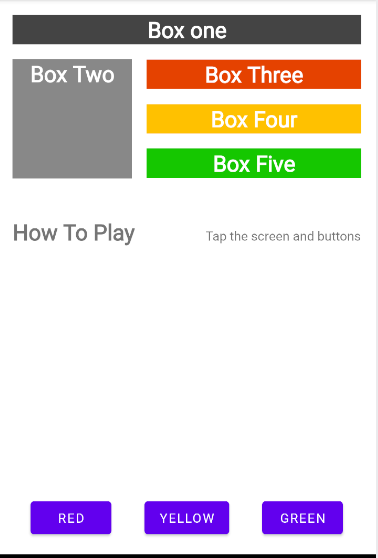 Box one
Box Two
Box Three
Box Four
Box Five
How To Play
Tap the screen and buttons
RED
YELLOW
GREEN